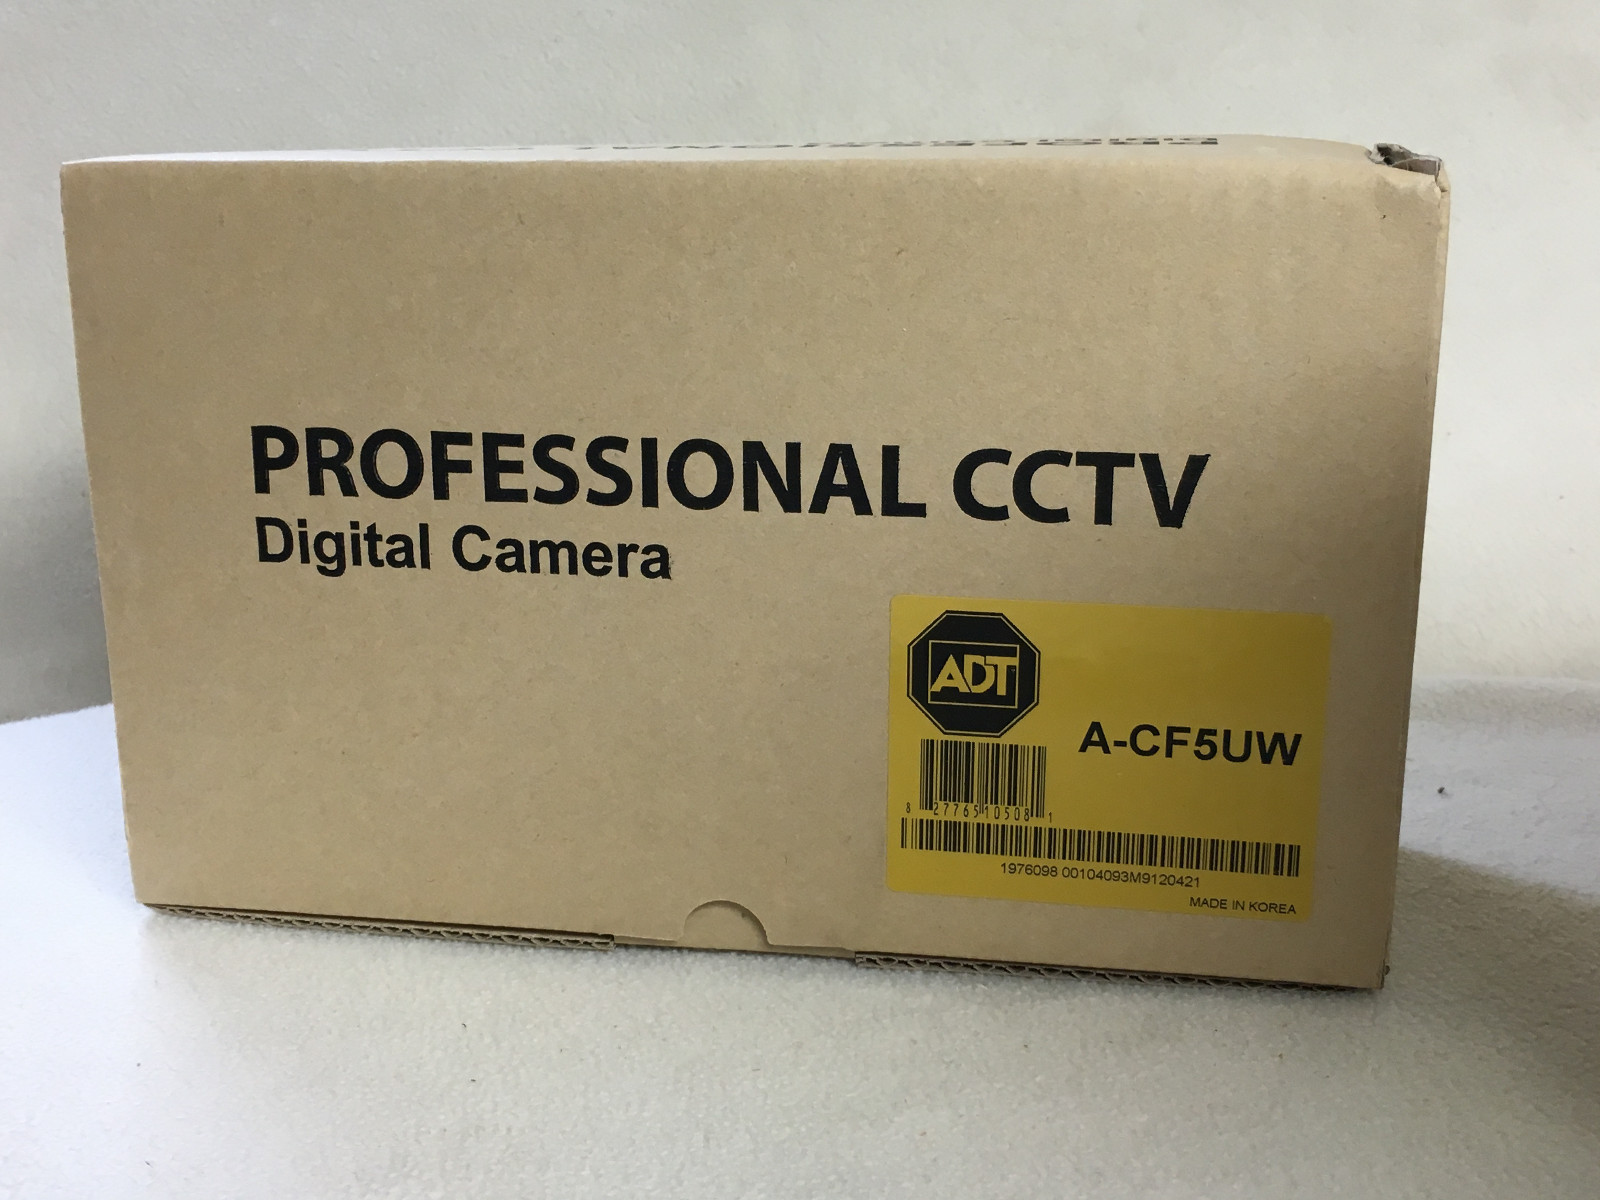 PROFESSIONAL CCTV
Digital Camera
ADT
A-CF5UW
8 27765 10508 1
1976098 00104093M9120421
MADE IN KOREA